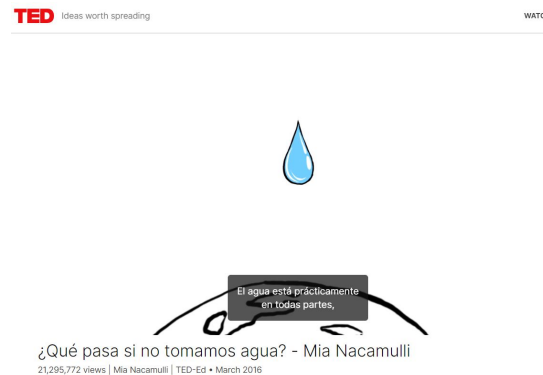 TED Ideas worth spreading
El agua está prácticamente
en todas partes,
¿Qué pasa si no tomamos agua? - Mia Nacamulli
21,295,772 views | Mia Nacamulli | TED-Ed • March 2016